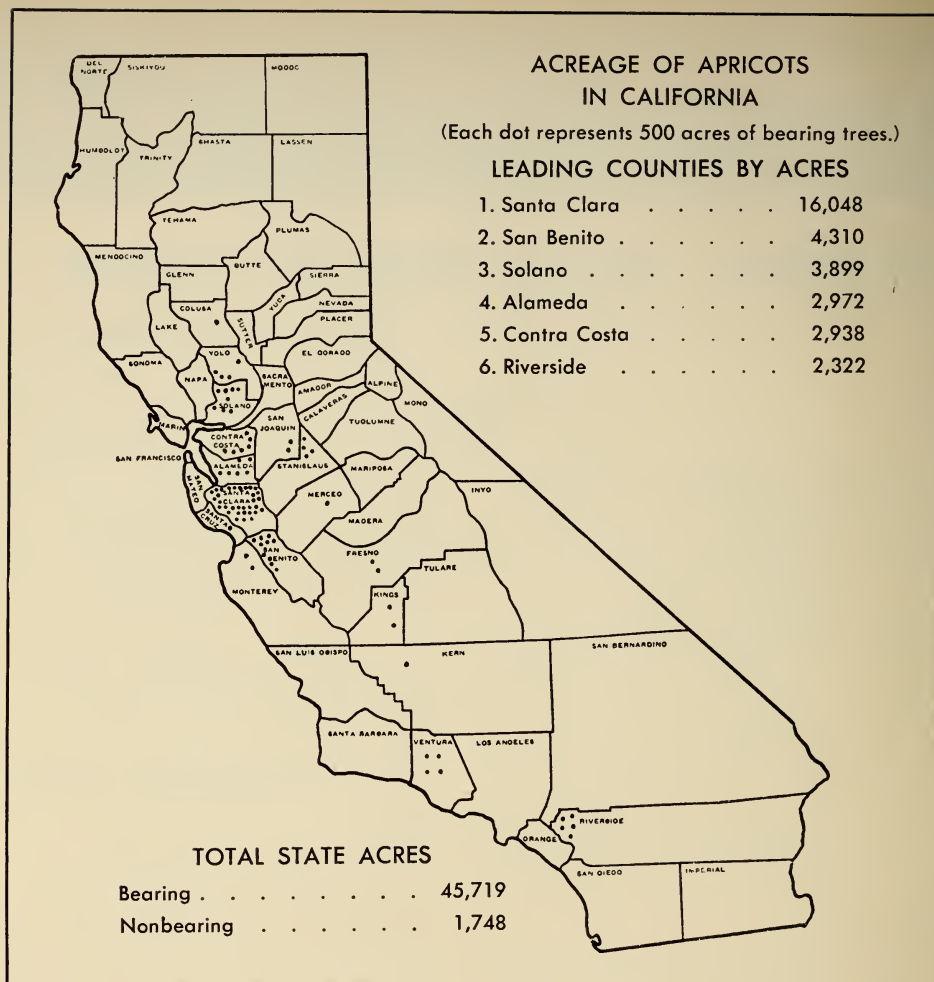 ACREAGE OF APRICOTS
IN CALIFORNIA
(Each dot represents 500 acres of bearing trees.)
LEADING COUNTIES BY ACRES
1. Santa Clara . . . . . . 16,048
2. San Benito . . . . . . 4,310
3. Solano . . . . . . . 3,899
4. Alameda . . . . . . 2,972
5. Contra Costa . . . . . 2,938
6. Riverside . . . . . . 2,322
DEL
NORTE
SISKIYOU
MODOC
HUMBOLDT
TRINITY
SHASTA
LASSEN
TEHAMA
PLUMAS
MENDOCINO
GLENN
BUTTE
SIERRA
YUBA
NEVADA
COLUSA
PLACER
LAKE
SUTTER
SONOMA
YOLO
EL DORADO
NAPA
SACRA
MENTO
AMADOR
ALPINE
SOLANO
CALAVERAS
MONO
MARIN
SAN
JOAQUIN
TUOLUMNE
CONTRA
COSTA
SAN FRANCISCO
ALAMEDA
STANISLAUS
MARIPOSA
SAN
MATEO
SANTA
CLARA
MERCED
INYO
SANTA
CRUZ
MADERA
SAN
BENITO
FRESNO
TULARE
MONTEREY
KINGS
SAN LUIS OBISPO
KERN
SAN BERNARDINO
SANTA BARBARA
VENTURA
LOS ANGELES
RIVERSIDE
ORANGE
SAN DIEGO
IMPERIAL
TOTAL STATE ACRES
Bearing . . . . . . . . 45,719
Nonbearing . . . . . . 1,748